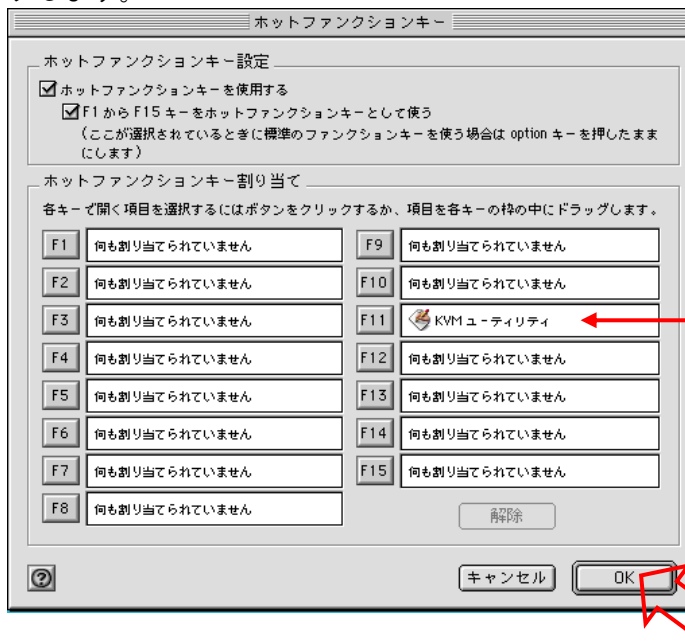 ホットファンクションキー
ホットファンクションキー設定
ホットファンクションキーを使用する
F1 から F15 キーをホットファンクションキーとして使う
(ここが選択されているときに標準のファンクションキーを使う場合は option キーを押したまま
にします)
ホットファンクションキー割り当て
各キーで開く項目を選択するにはボタンをクリックするか、項目を各キーの枠の中にドラッグします。
F1 何も割り当てられていません
F2 何も割り当てられていません
F3 何も割り当てられていません
F4 何も割り当てられていません
F5 何も割り当てられていません
F6 何も割り当てられていません
F7 何も割り当てられていません
F8 何も割り当てられていません
F9 何も割り当てられていません
F10 何も割り当てられていません
F11 KVM ユーティリティ
F12 何も割り当てられていません
F13 何も割り当てられていません
F14 何も割り当てられていません
F15 何も割り当てられていません
解除
?
キャンセル
OK